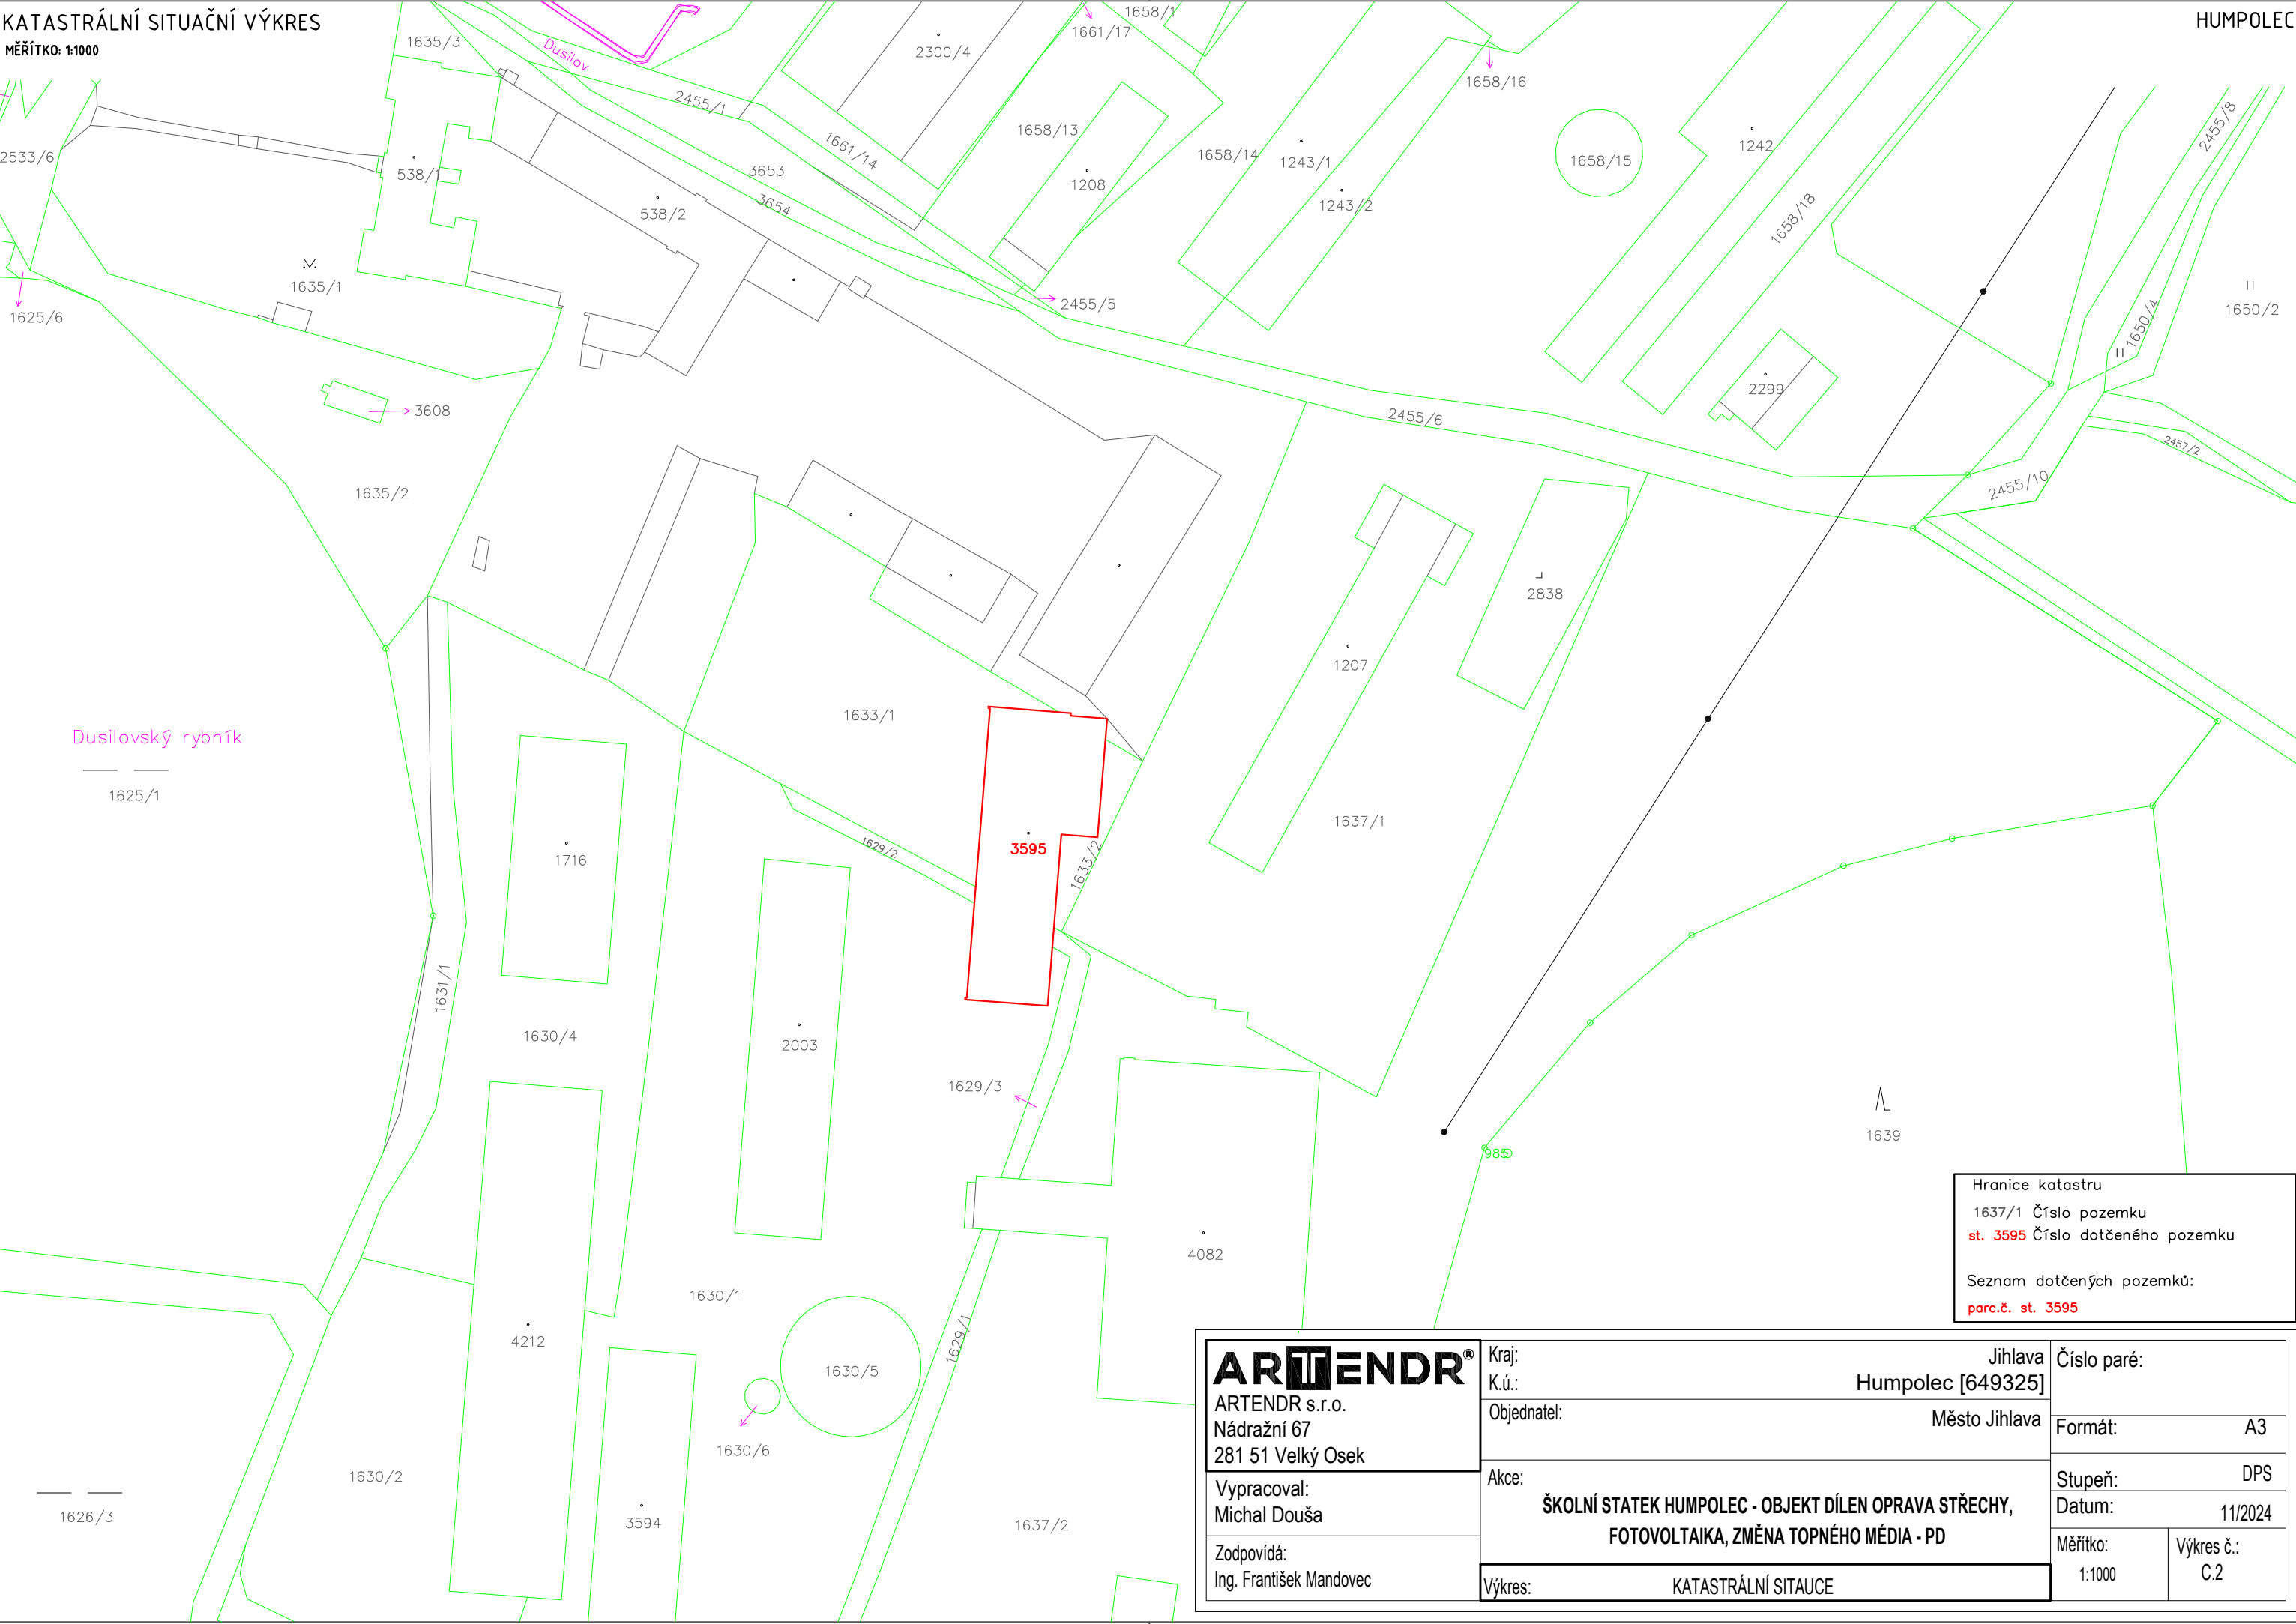 KATASTRÁLNÍ SITUAČNÍ VÝKRES
MĚŘÍTKO: 1:1000
HUMPOLEC
1635/3
Dusilov
2300/4
1661/17
1658/1
1658/16
2455/1
1661/14
1658/13
1208
1658/14
1243/1
1243/2
1658/15
1242
1658/18
2455/8
2533/6
538/1
538/2
3653
3654
1635/1
1625/6
2455/5
1650/4
1650/2
3608
2299
2455/6
2457/2
2455/10
1635/2
2838
1207
1633/1
Dusilovský rybník
1625/1
1637/1
1716
1629/2
3595
1633/2
1631/1
1630/4
2003
1629/3
1639
985
4082
1630/1
4212
1629/1
1630/5
1630/6
1630/2
1626/3
3594
1637/2
Hranice katastru
1637/1 Číslo pozemku
st. 3595 Číslo dotčeného pozemku
Seznam dotčených pozemků:
parc.č. st. 3595
ARTENDR®
ARTENDR s.r.o.
Nádražní 67
281 51 Velký Osek
Vypracoval:
Michal Douša
Zodpovídá:
Ing. František Mandovec
Kraj: Jihlava
K.ú.: Humpolec [649325]
Objednatel: Město Jihlava
Akce:
ŠKOLNÍ STATEK HUMPOLEC - OBJEKT DÍLEN OPRAVA STŘECHY,
FOTOVOLTAIKA, ZMĚNA TOPNÉHO MÉDIA - PD
Výkres: KATASTRÁLNÍ SITAUCE
Číslo paré:
Formát: A3
Stupeň: DPS
Datum: 11/2024
Měřítko:
1:1000
Výkres č.:
C.2